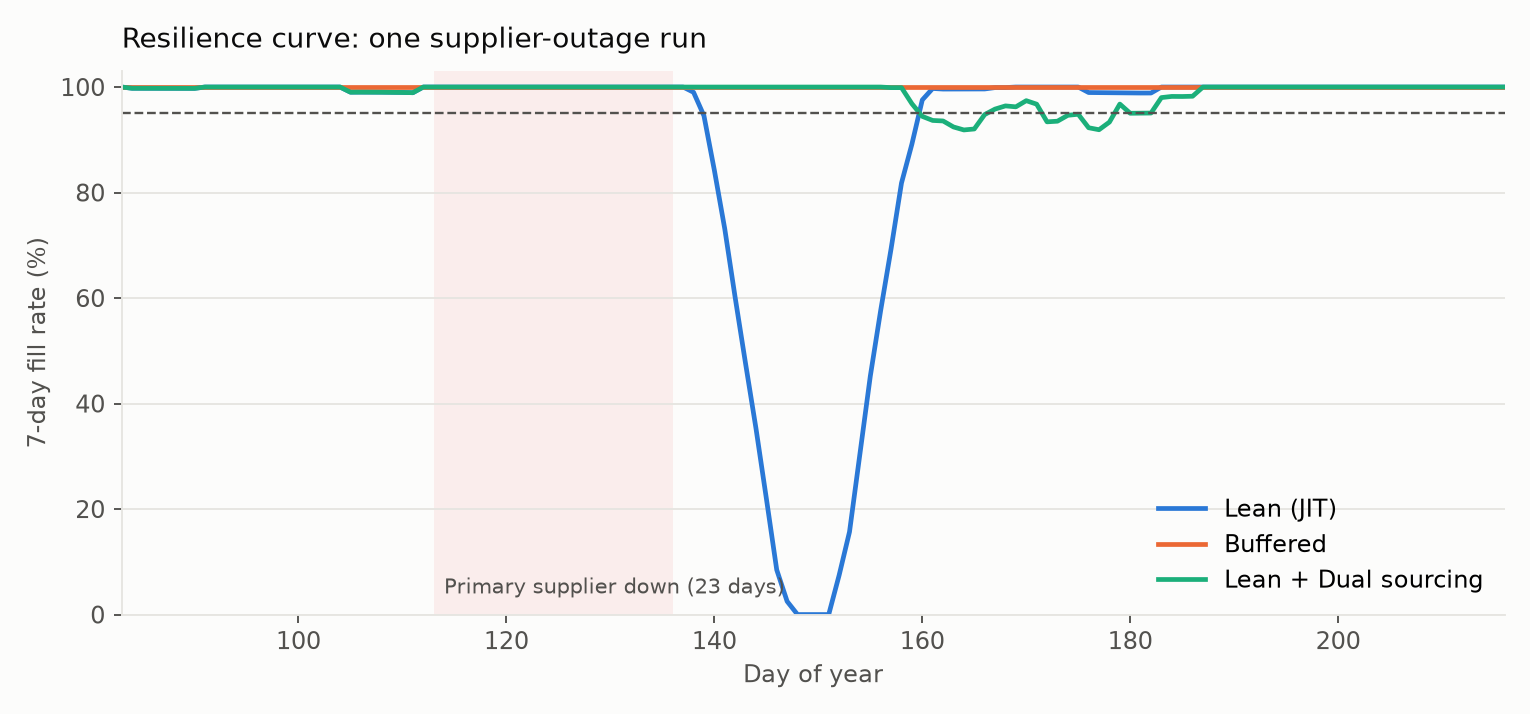 Resilience curve: one supplier-outage run
7-day fill rate (%)
100
80
60
40
20
0
Primary supplier down (23 days)
Lean (JIT)
Buffered
Lean + Dual sourcing
100 120 140 160 180 200
Day of year